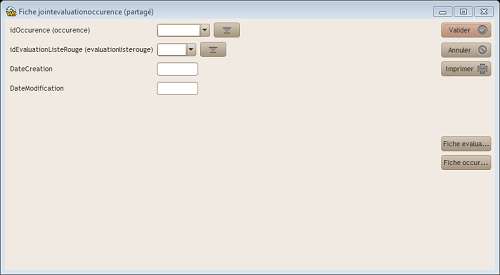 Fiche jointevaluationoccurence (partagé)
idOccurence (occurence)
Valider
idEvaluationListeRouge (evaluationlisterouge)
Annuler
DateCreation
Imprimer
DateModification
Fiche evalua...
Fiche occur...